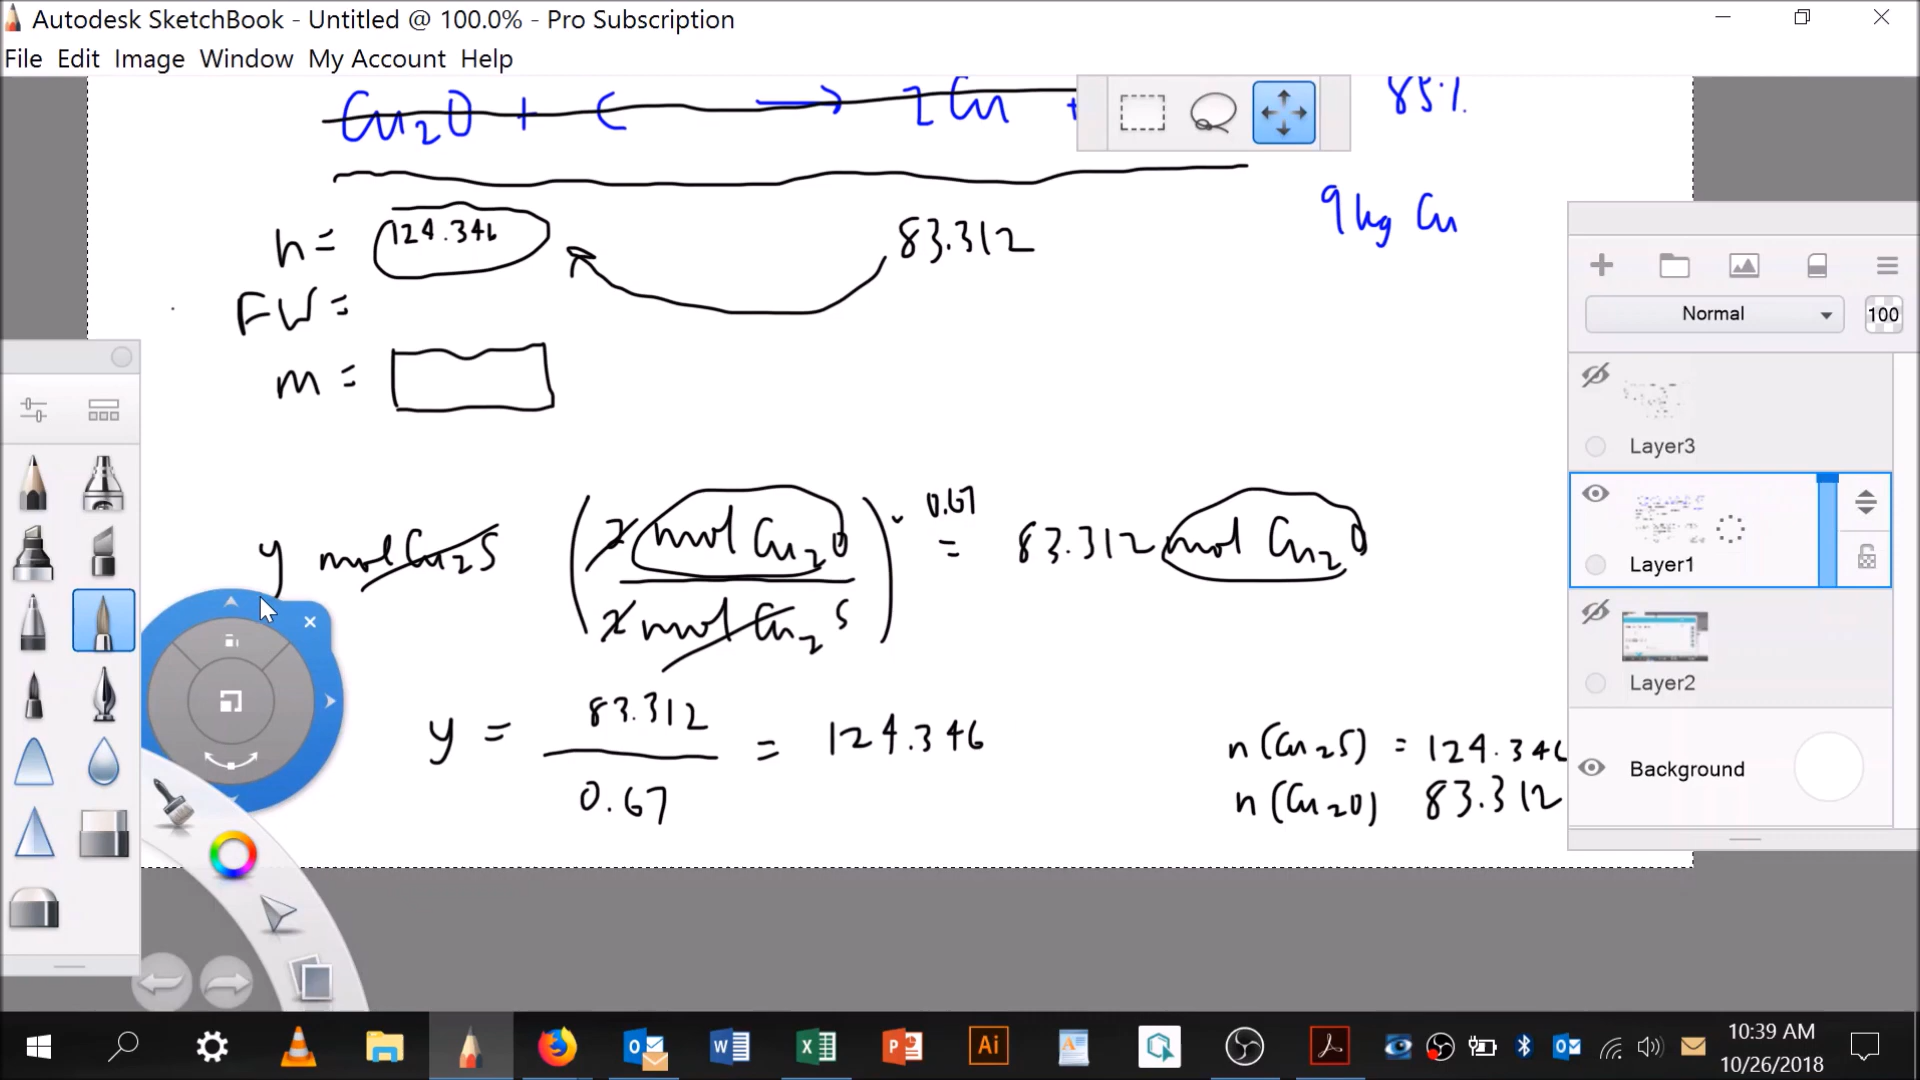 Autodesk SketchBook - Untitled @ 100.0% - Pro Subscription
File Edit Image Window My Account Help
Cu₂O + C → 2Cu +
85%
9kg Cu
n = 124.346 83.312
FW =
m =
y mol Cu₂S (2 mol Cu₂O / 2 mol Cu₂S) · 0.67 = 83.312 mol Cu₂O
y = 83.312 / 0.67 = 124.346
n(Cu₂S) = 124.346
n(Cu₂O) 83.312
Normal 100
Layer3
Layer1
Layer2
Background
10:39 AM
10/26/2018